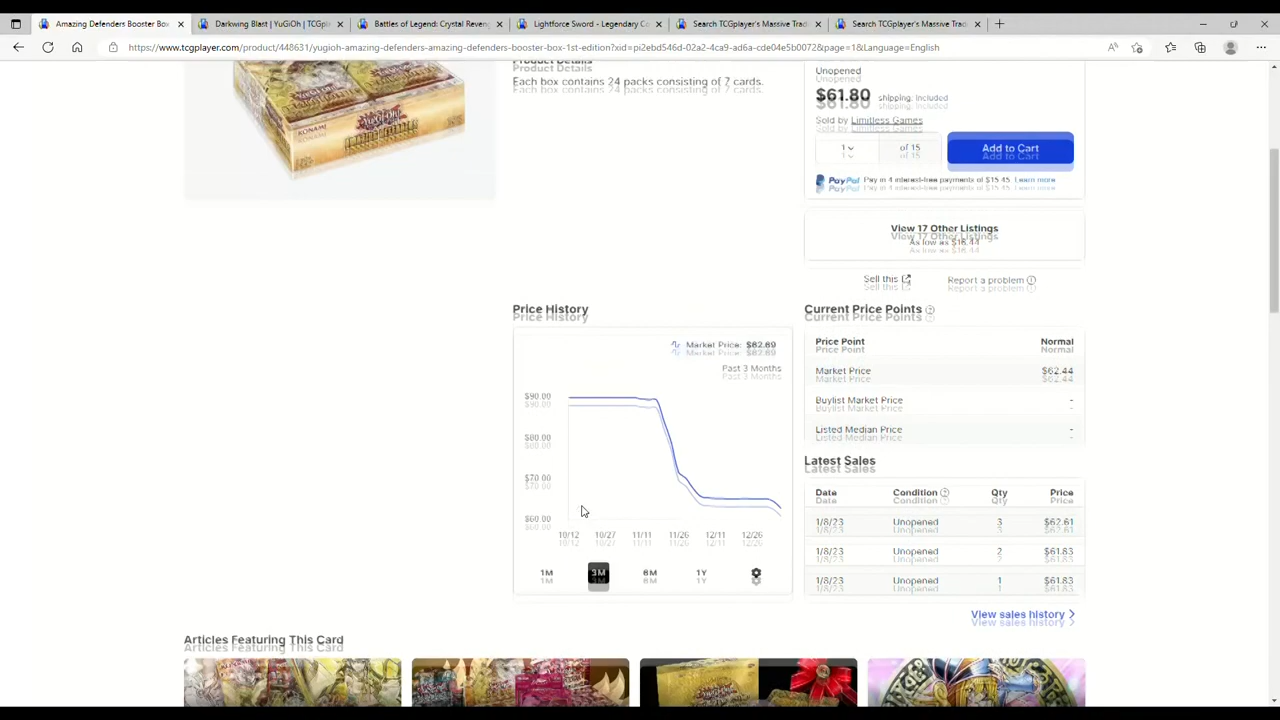 Amazing Defenders Booster Box
Darkwing Blast | YuGiOh | TCGpl
Battles of Legend: Crystal Reveng
Lightforce Sword - Legendary Co
Search TCGplayer's Massive Trad
Search TCGplayer's Massive Trad
https://www.tcgplayer.com/product/448631/yugioh-amazing-defenders-amazing-defenders-booster-box-1st-edition?xid=pi2ebd546d-02a2-4ca9-ad6a-cde04e5b0072&page=1&Language=English
Product Details
Each box contains 24 packs consisting of 7 cards.
KONAMI
Yu-Gi-Oh!
Unopened
$61.80 shipping: Included
Sold by Limitless Games
1 of 15 Add to Cart
PayPal Pay in 4 interest-free payments of $15.45. Learn more
View 17 Other Listings
Sell this Report a problem
Price History
Market Price: $62.69
Past 3 Months
$90.00
$80.00
$70.00
$60.00
10/12 10/27 11/11 11/26 12/11 12/26
1M 3M 6M 1Y
Current Price Points
Price Point Normal
Market Price $62.44
Buylist Market Price -
Listed Median Price -
Latest Sales
Date Condition Qty Price
1/8/23 Unopened 3 $62.61
1/8/23 Unopened 2 $61.83
1/8/23 Unopened 1 $61.83
View sales history
Articles Featuring This Card